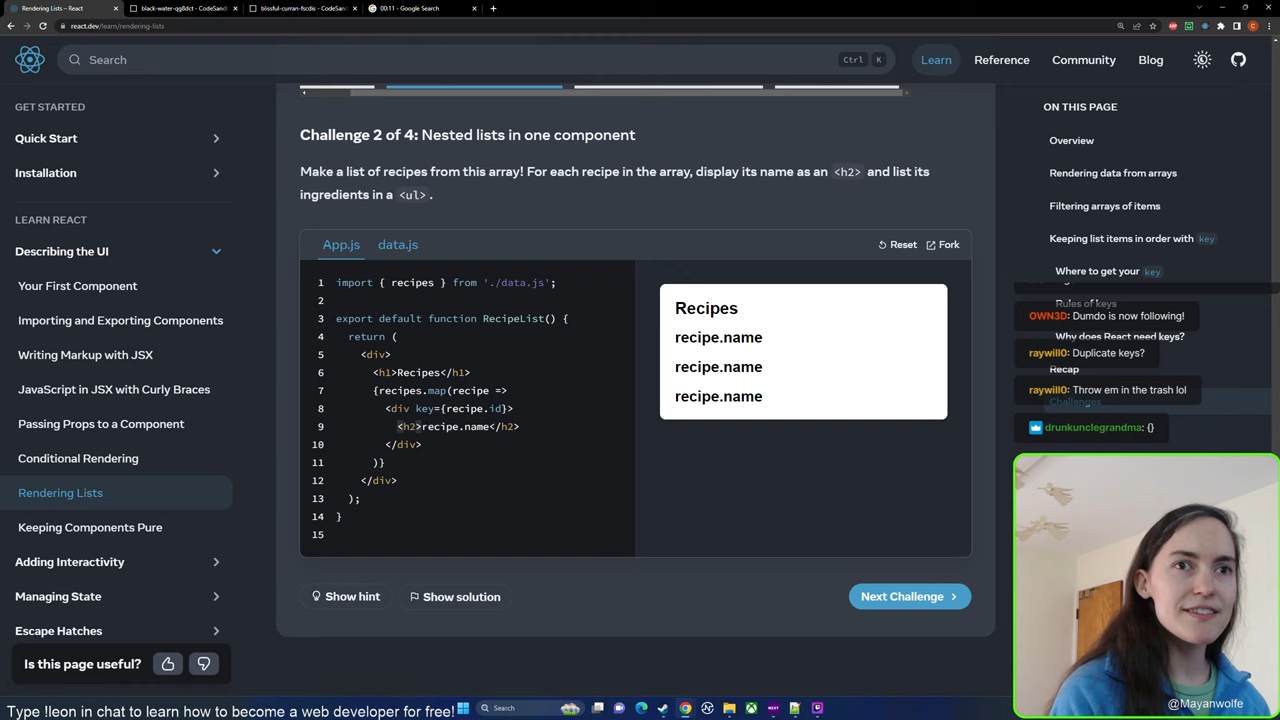 Rendering Lists – React
black-water-qg8dct - CodeSand
blissful-curran-fscdis - CodeSan
00:11 - Google Search
react.dev/learn/rendering-lists
Search
Ctrl K
Learn
Reference
Community
Blog
GET STARTED
Quick Start
Installation
LEARN REACT
Describing the UI
Your First Component
Importing and Exporting Components
Writing Markup with JSX
JavaScript in JSX with Curly Braces
Passing Props to a Component
Conditional Rendering
Rendering Lists
Keeping Components Pure
Adding Interactivity
Managing State
Escape Hatches
Is this page useful?
Challenge 2 of 4: Nested lists in one component
Make a list of recipes from this array! For each recipe in the array, display its name as an <h2> and list its
ingredients in a <ul>.
App.js data.js
Reset Fork
1 import { recipes } from './data.js';
2
3 export default function RecipeList() {
4 return (
5 <div>
6 <h1>Recipes</h1>
7 {recipes.map(recipe =>
8 <div key={recipe.id}>
9 <h2>recipe.name</h2>
10 </div>
11 )}
12 </div>
13 );
14 }
15
Recipes
recipe.name
recipe.name
recipe.name
Show hint
Show solution
Next Challenge
ON THIS PAGE
Overview
Rendering data from arrays
Filtering arrays of items
Keeping list items in order with key
Where to get your key
Rules of keys
OWN3D: Dumdo is now following!
Why does React need keys?
raywill0: Duplicate keys?
Recap
raywill0: Throw em in the trash lol
Challenges
drunkunclegrandma: {}
@Mayanwolfe
Type !leon in chat to learn how to become a web developer for free!
Search